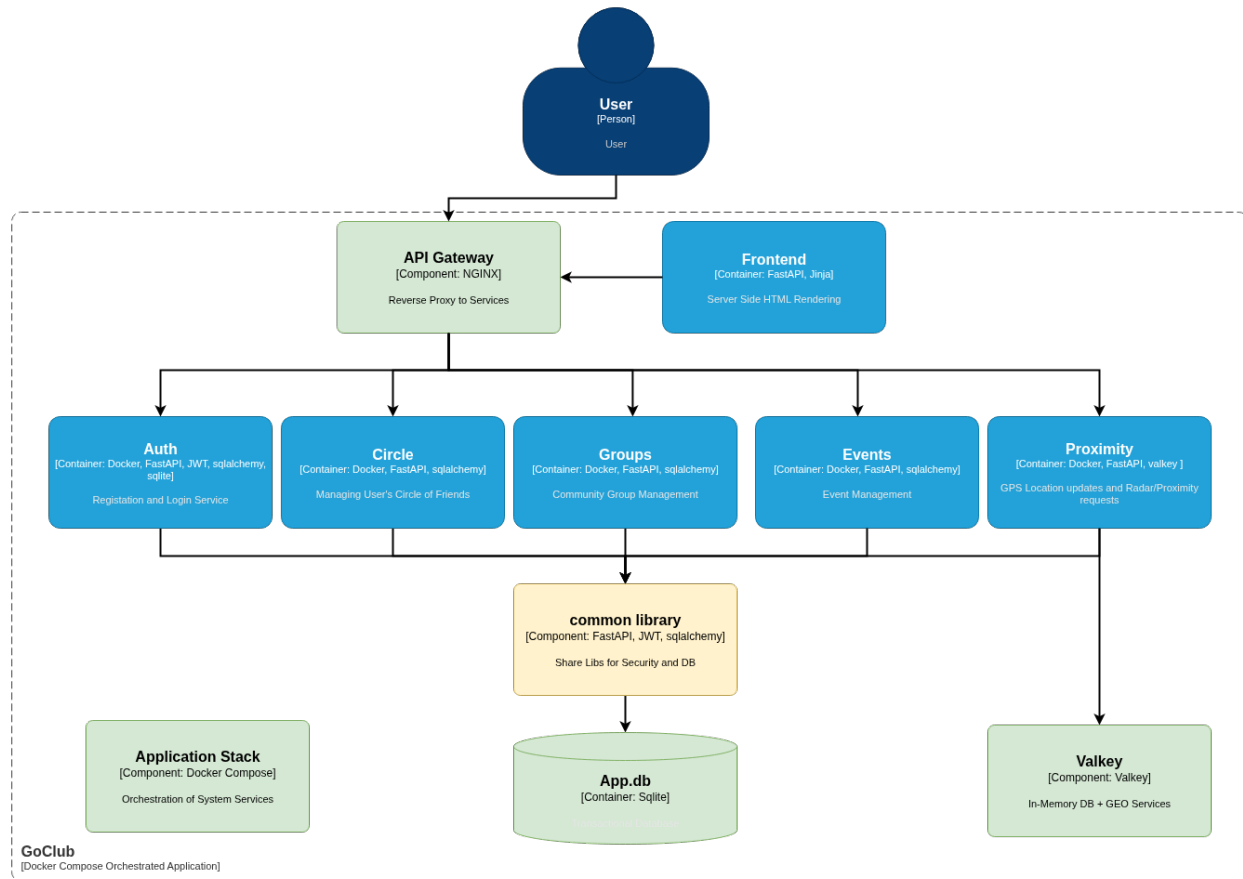 User
[Person]
User
API Gateway
[Component: NGINX]
Reverse Proxy to Services
Frontend
[Container: FastAPI, Jinja]
Server Side HTML Rendering
Auth
[Container: Docker, FastAPI, JWT, sqlalchemy,
sqlite]
Registation and Login Service
Circle
[Container: Docker, FastAPI, sqlalchemy]
Managing User's Circle of Friends
Groups
[Container: Docker, FastAPI, sqlalchemy]
Community Group Management
Events
[Container: Docker, FastAPI, sqlalchemy]
Event Management
Proximity
[Container: Docker, FastAPI, valkey ]
GPS Location updates and Radar/Proximity
requests
common library
[Component: FastAPI, JWT, sqlalchemy]
Share Libs for Security and DB
Application Stack
[Component: Docker Compose]
Orchestration of System Services
App.db
[Container: Sqlite]
Valkey
[Component: Valkey]
In-Memory DB + GEO Services
GoClub
[Docker Compose Orchestrated Application]